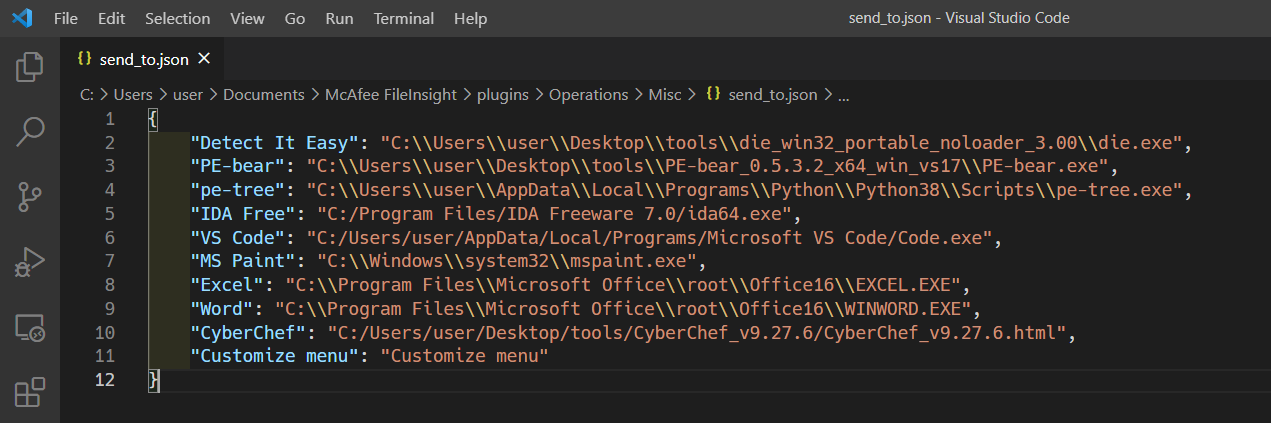 File Edit Selection View Go Run Terminal Help send_to.json - Visual Studio Code
{} send_to.json ×
C: > Users > user > Documents > McAfee FileInsight > plugins > Operations > Misc > {} send_to.json > ...
1 {
2 "Detect It Easy": "C:\\Users\\user\\Desktop\\tools\\die_win32_portable_noloader_3.00\\die.exe",
3 "PE-bear": "C:\\Users\\user\\Desktop\\tools\\PE-bear_0.5.3.2_x64_win_vs17\\PE-bear.exe",
4 "pe-tree": "C:\\Users\\user\\AppData\\Local\\Programs\\Python\\Python38\\Scripts\\pe-tree.exe",
5 "IDA Free": "C:/Program Files/IDA Freeware 7.0/ida64.exe",
6 "VS Code": "C:/Users/user/AppData/Local/Programs/Microsoft VS Code/Code.exe",
7 "MS Paint": "C:\\Windows\\system32\\mspaint.exe",
8 "Excel": "C:\\Program Files\\Microsoft Office\\root\\Office16\\EXCEL.EXE",
9 "Word": "C:\\Program Files\\Microsoft Office\\root\\Office16\\WINWORD.EXE",
10 "CyberChef": "C:/Users/user/Desktop/tools/CyberChef_v9.27.6/CyberChef_v9.27.6.html",
11 "Customize menu": "Customize menu"
12 }